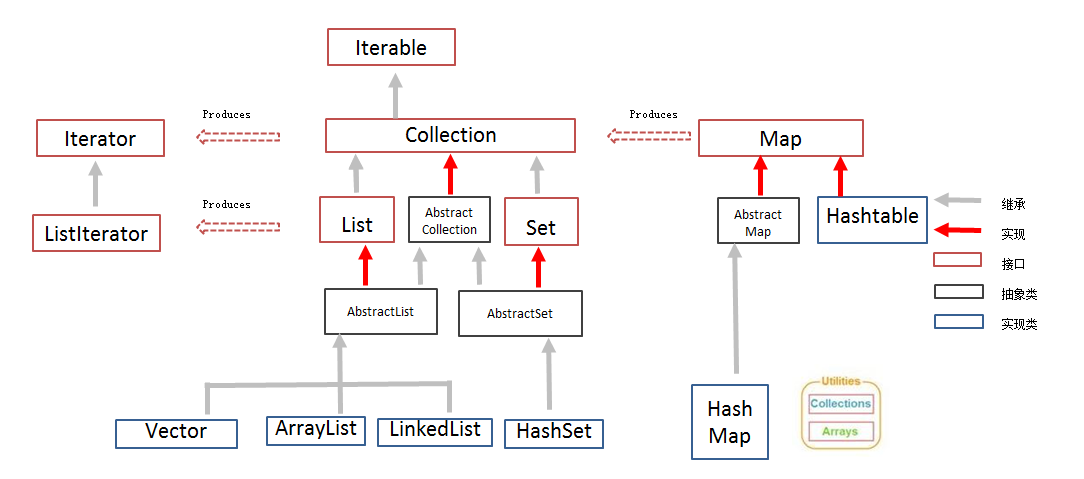 Iterable
Produces
Produces
Iterator
Collection
Map
Produces
ListIterator
List
Abstract
Collection
Set
Abstract
Map
Hashtable
继承
实现
接口
抽象类
实现类
AbstractList
AbstractSet
Vector
ArrayList
LinkedList
HashSet
Hash
Map
Utilities
Collections
Arrays